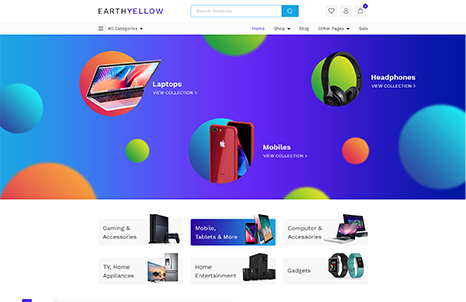 EARTHYELLOW
Search Products
0
All Categories
Home Shop Blog Other Pages Sale
Laptops
VIEW COLLECTION >
Headphones
VIEW COLLECTION >
Mobiles
VIEW COLLECTION >
Gaming &
Accessories
Mobile,
Tablets & More
Computer &
Accessories
TV, Home
Appliances
Home
Entertainment
Gadgets